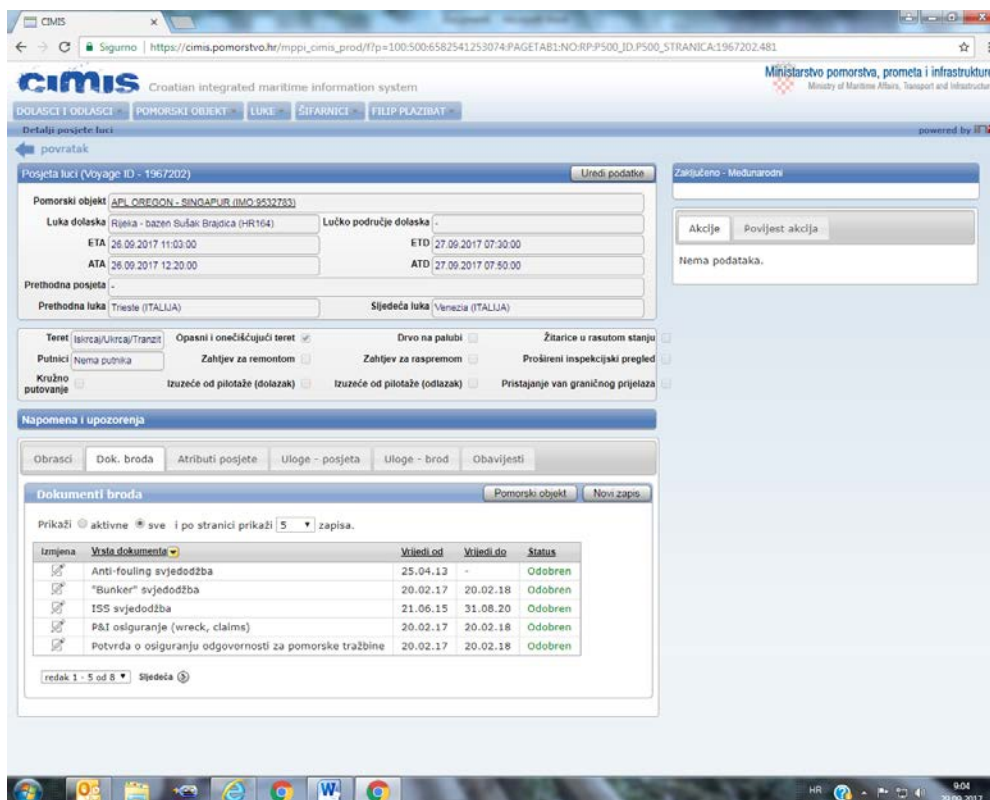 CIMIS
Sigurno | https://cimis.pomorstvo.hr/mppi_cimis_prod/f?p=100:500:6582541253074:PAGETAB1:NO:RP:P500_ID,P500_STRANICA:1967202.481
CIMIS Croatian integrated maritime information system
Ministarstvo pomorstva, prometa i infrastrukture
Ministry of Maritime Affairs, Transport and Infrastructure
DOLASCI I ODLASCI POMORSKI OBJEKT LUKE ŠIFARNICI FILIP PLAZIBAT
Detalji posjete luci powered by
povratak
Posjeta luci (Voyage ID - 1967202) Uredi podatke
Zaključeno - Međunarodni
Pomorski objekt APL OREGON - SINGAPUR (IMO:9532783)
Luka dolaska Rijeka - bazen Sušak Brajdica (HR164) Lučko područje dolaska -
ETA 26.09.2017 11:03:00 ETD 27.09.2017 07:30:00
ATA 26.09.2017 12:20:00 ATD 27.09.2017 07:50:00
Prethodna posjeta -
Prethodna luka Trieste (ITALIJA) Sljedeća luka Venezia (ITALIJA)
Akcije Povijest akcija
Nema podataka.
Teret Iskrcaj/Ukrcaj/Tranzit Opasni i onečišćujući teret Drvo na palubi Žitarice u rasutom stanju
Putnici Nema putnika Zahtjev za remontom Zahtjev za raspremom Prošireni inspekcijski pregled
Kružno putovanje Izuzeće od pilotaže (dolazak) Izuzeće od pilotaže (odlazak) Pristajanje van graničnog prijelaza
Napomena i upozorenja
Obrasci Dok. broda Atributi posjete Uloge - posjeta Uloge - brod Obavijesti
Dokumenti broda Pomorski objekt Novi zapis
Prikaži aktivne sve i po stranici prikaži 5 zapisa.
Izmjena Vrsta dokumenta Vrijedi od Vrijedi do Status
Anti-fouling svjedodžba 25.04.13 - Odobren
"Bunker" svjedodžba 20.02.17 20.02.18 Odobren
ISS svjedodžba 21.06.15 31.08.20 Odobren
P&I osiguranje (wreck, claims) 20.02.17 20.02.18 Odobren
Potvrda o osiguranju odgovornosti za pomorske tražbine 20.02.17 20.02.18 Odobren
redak 1 - 5 od 8 Sljedeća
HR 9:04
29.09.2017